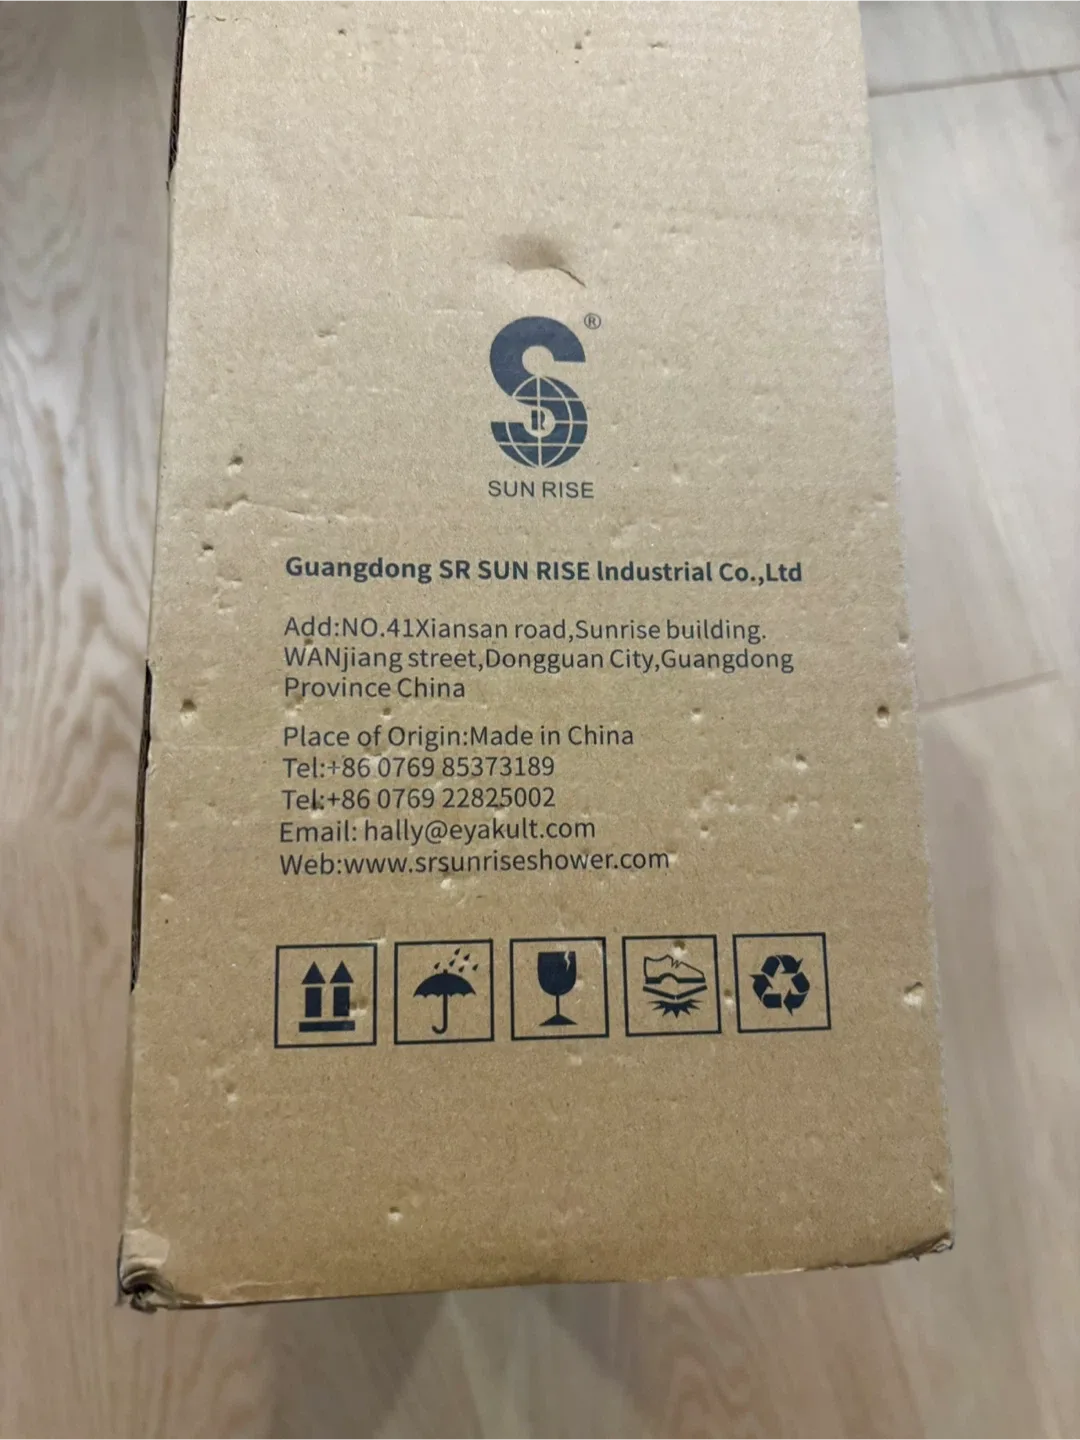 ®
R
SUN RISE
Guangdong SR SUN RISE lndustrial Co.,Ltd
Add:NO.41Xiansan road,Sunrise building.
WANjiang street,Dongguan City,Guangdong
Province China
Place of Origin:Made in China
Tel:+86 0769 85373189
Tel:+86 0769 22825002
Email: hally@eyakult.com
Web:www.srsunriseshower.com